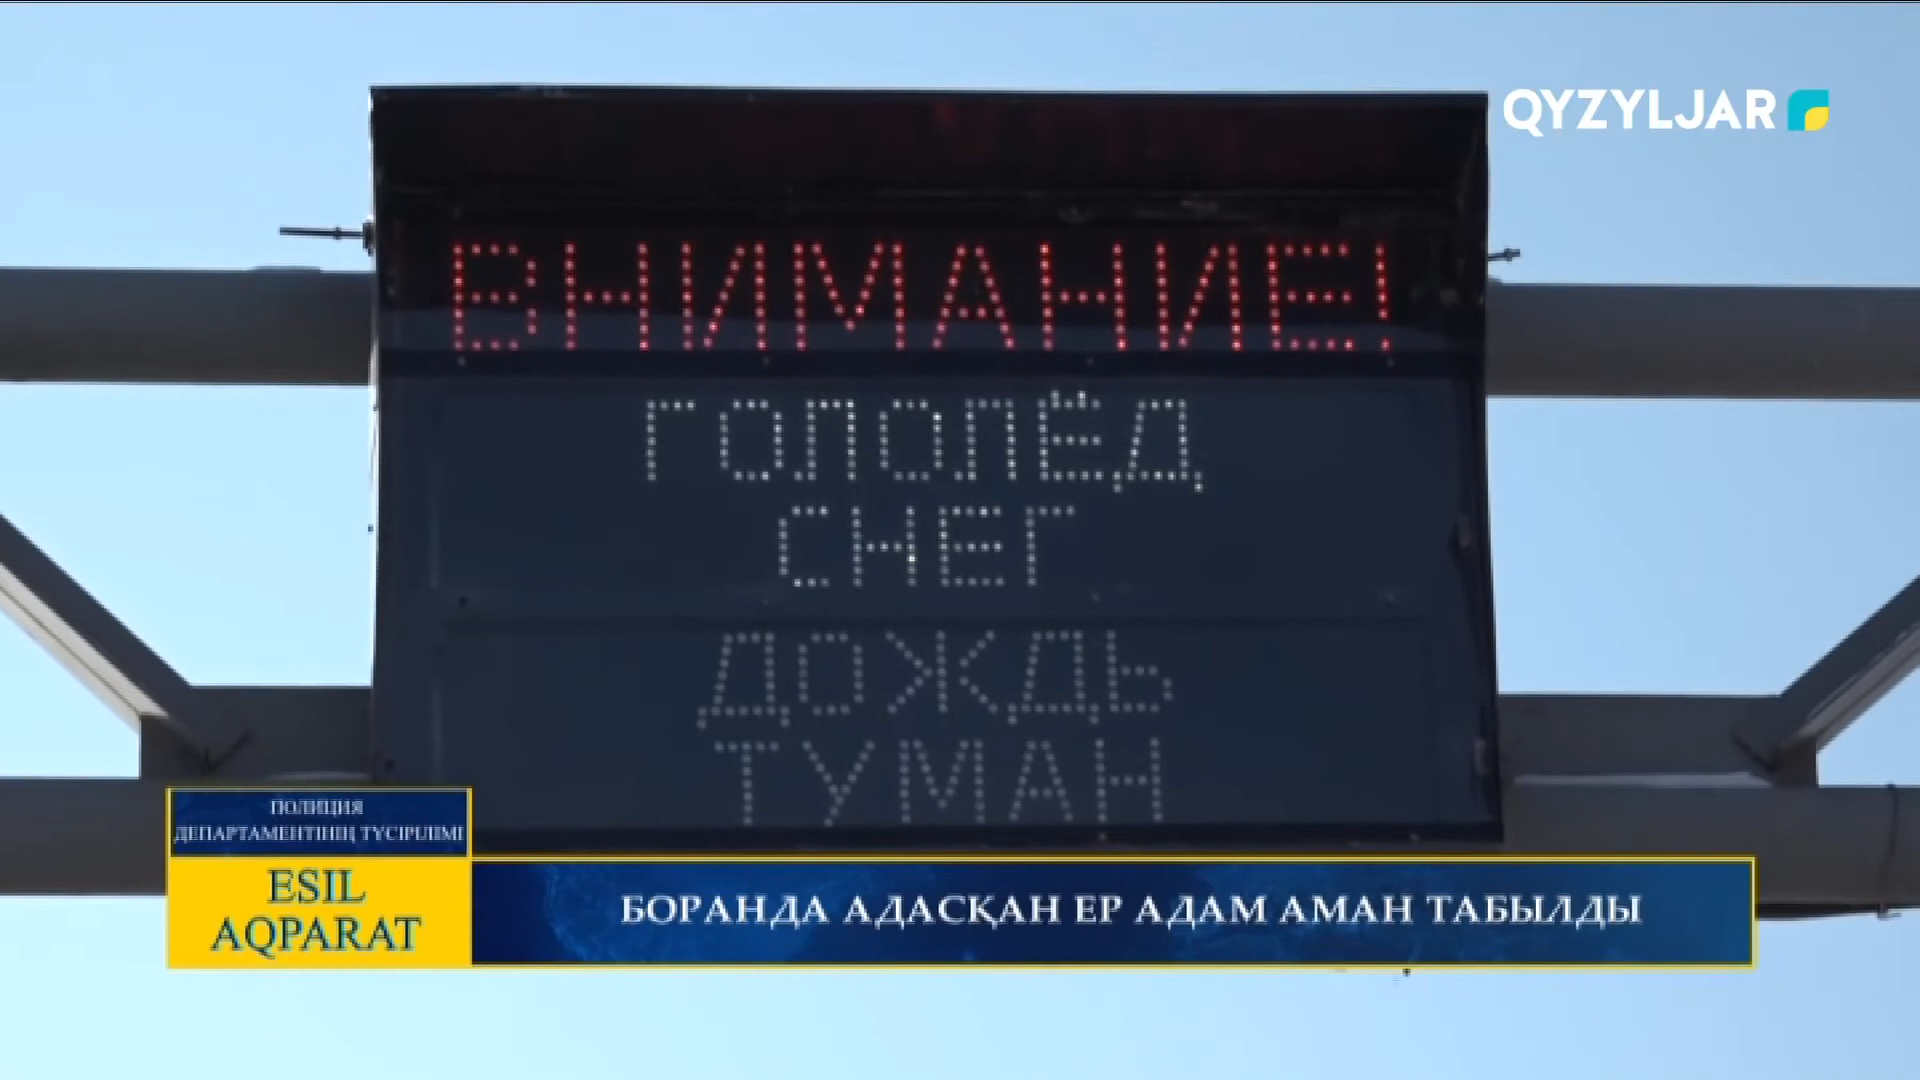 QYZYLJAR
ВНИМАНИЕ!
ГОЛОЛЁД
СНЕГ
ДОЖДЬ
ТУМАН
ПОЛИЦИЯ
ДЕПАРТАМЕНТІНІҢ ТҮСІРІЛІМІ
ESIL
AQPARAT
БОРАНДА АДАСҚАН ЕР АДАМ АМАН ТАБЫЛДЫ